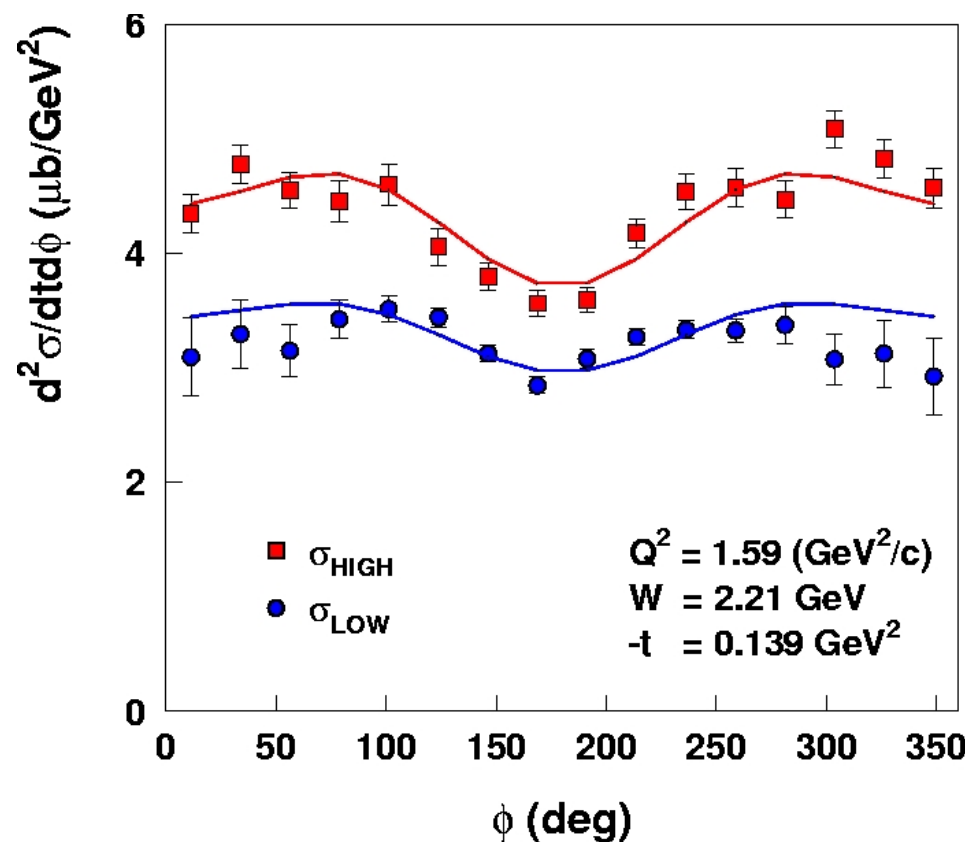 d²σ/dtdϕ (μb/GeV²)
6
4
2
0
σHIGH
σLOW
Q² = 1.59 (GeV²/c)
W = 2.21 GeV
-t = 0.139 GeV²
0 50 100 150 200 250 300 350
ϕ (deg)